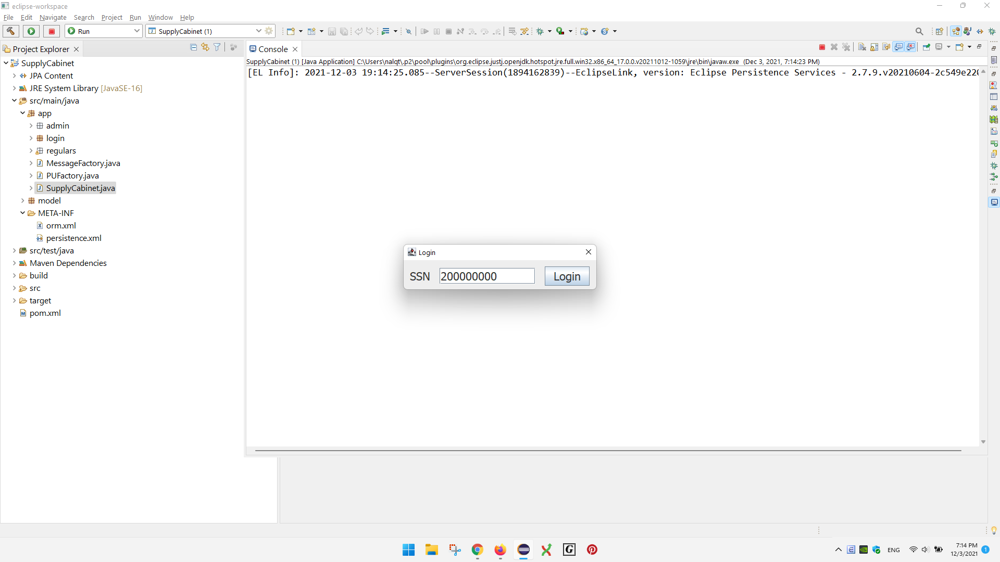 eclipse-workspace
File Edit Navigate Search Project Run Window Help
Run
SupplyCabinet (1)
Project Explorer
Console
SupplyCabinet (1) [Java Application] C:\Users\nalqt\.p2\pool\plugins\org.eclipse.justj.openjdk.hotspot.jre.full.win32.x86_64_17.0.0.v20211012-1059\jre\bin\javaw.exe (Dec 3, 2021, 7:14:23 PM)
[EL Info]: 2021-12-03 19:14:25.085--ServerSession(1894162839)--EclipseLink, version: Eclipse Persistence Services - 2.7.9.v20210604-2c549e220
SupplyCabinet
JPA Content
JRE System Library [JavaSE-16]
src/main/java
app
admin
login
regulars
MessageFactory.java
PUFactory.java
SupplyCabinet.java
model
META-INF
orm.xml
persistence.xml
src/test/java
Maven Dependencies
build
src
target
pom.xml
Login
SSN 200000000 Login
ENG
7:14 PM
12/3/2021
1